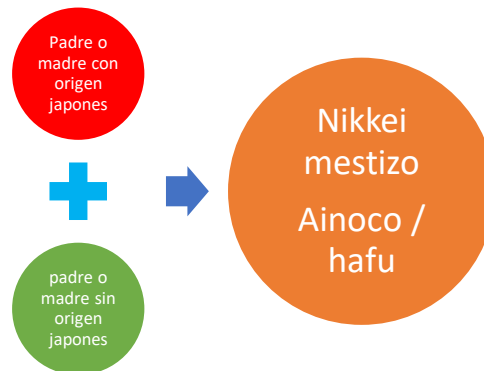 Padre o
madre con
origen
japones
padre o
madre sin
origen
japones
Nikkei
mestizo
Ainoco /
hafu